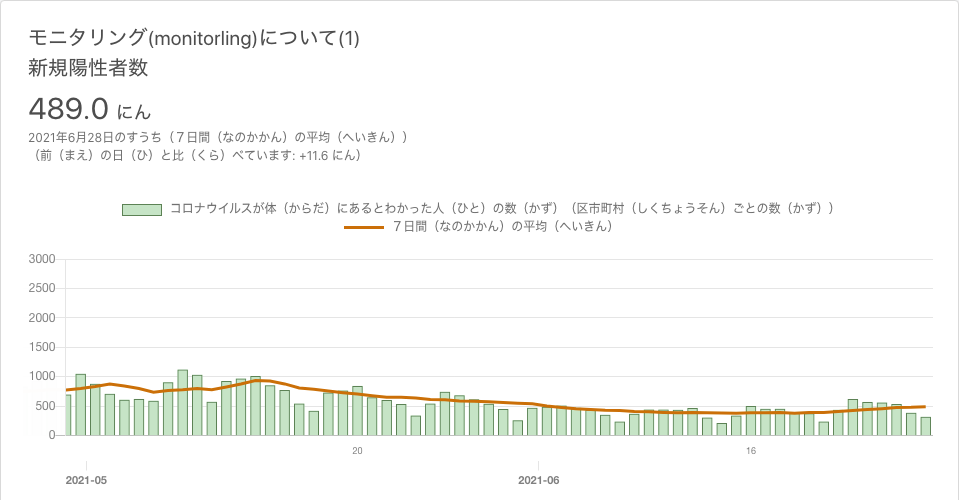 モニタリング(monitorling)について(1)
新規陽性者数
489.0 にん
2021年6月28日のすうち（７日間（なのかかん）の平均（へいきん））
（前（まえ）の日（ひ）と比（くら）べています: +11.6 にん）
コロナウイルスが体（からだ）にあるとわかった人（ひと）の数（かず）（区市町村（しくちょうそん）ごとの数（かず））
７日間（なのかかん）の平均（へいきん）
3000
2500
2000
1500
1000
500
0
20 16
2021-05 2021-06